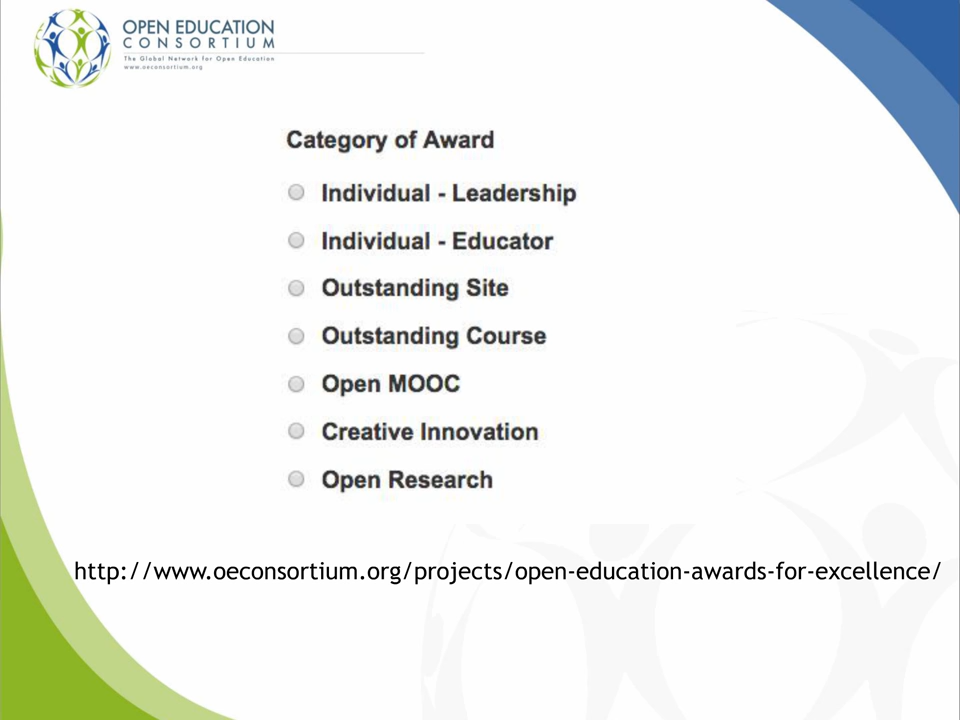 OPEN EDUCATION
CONSORTIUM
The Global Network for Open Education
www.oeconsortium.org
Category of Award
Individual - Leadership
Individual - Educator
Outstanding Site
Outstanding Course
Open MOOC
Creative Innovation
Open Research
http://www.oeconsortium.org/projects/open-education-awards-for-excellence/